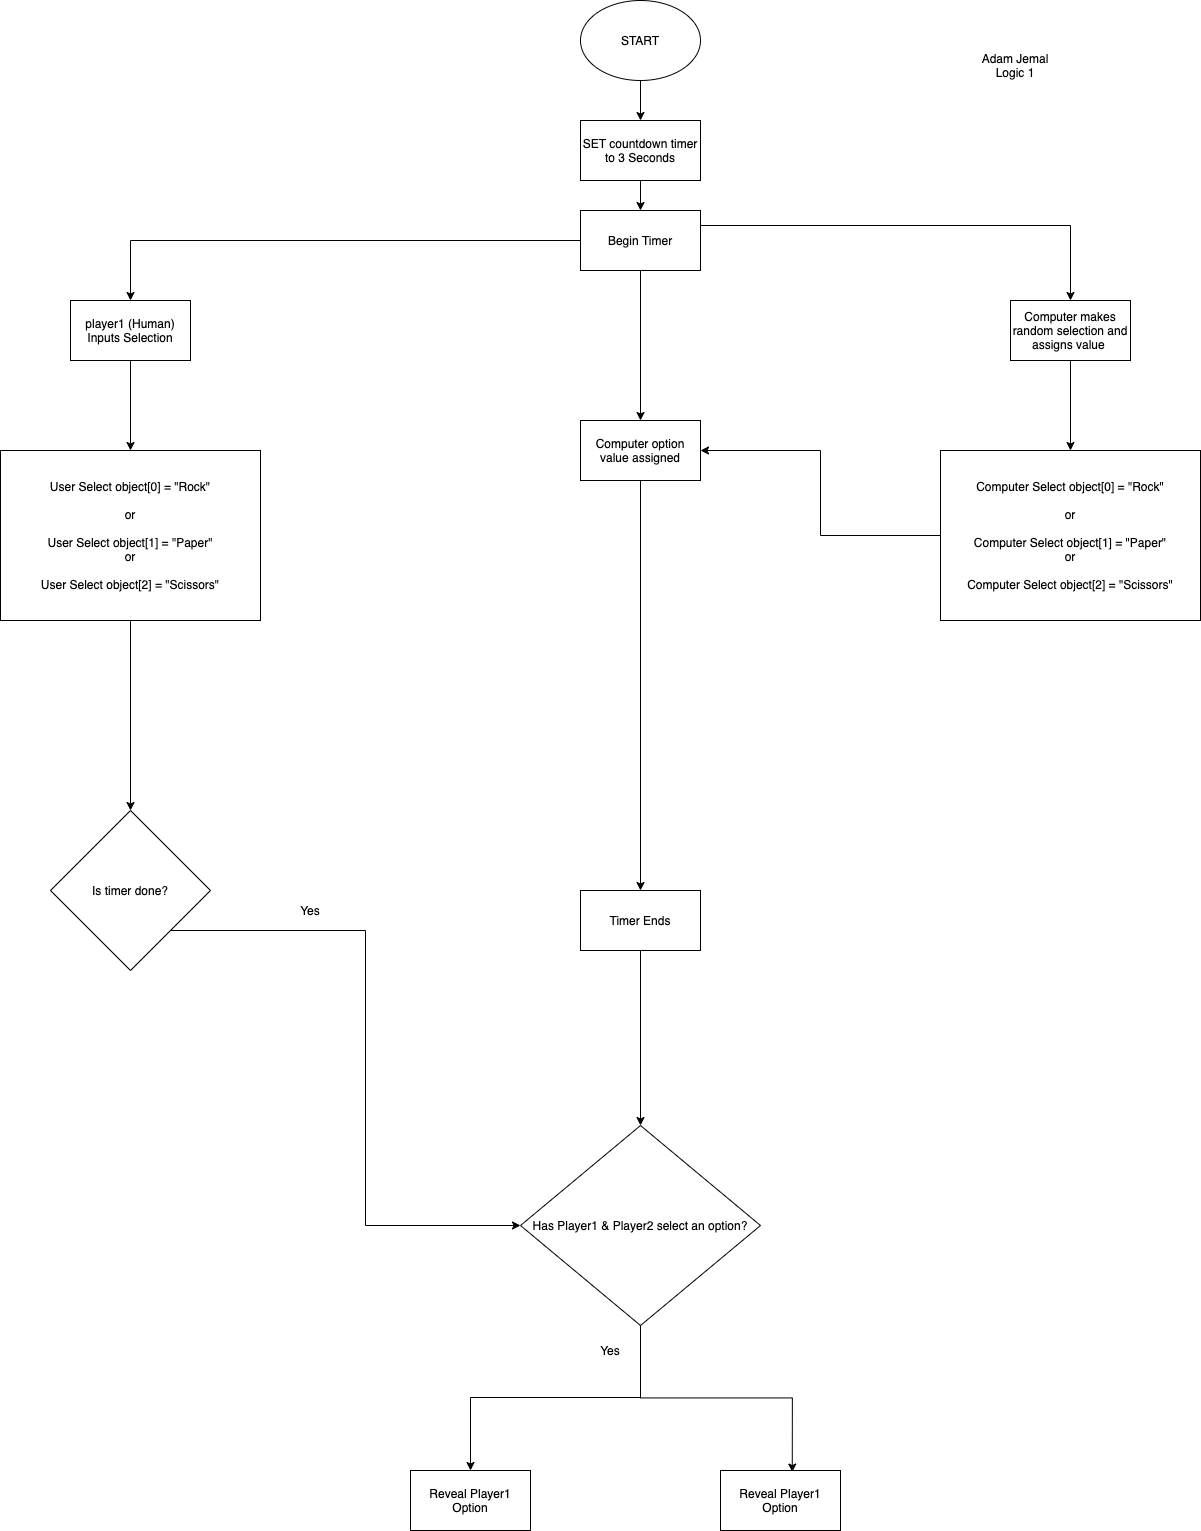 START
Adam Jemal
Logic 1
SET countdown timer
to 3 Seconds
Begin Timer
player1 (Human)
Inputs Selection
Computer makes
random selection and
assigns value
Computer option
value assigned
User Select object[0] = "Rock"
or
User Select object[1] = "Paper"
or
User Select object[2] = "Scissors"
Computer Select object[0] = "Rock"
or
Computer Select object[1] = "Paper"
or
Computer Select object[2] = "Scissors"
Is timer done?
Yes
Timer Ends
Has Player1 & Player2 select an option?
Yes
Reveal Player1
Option
Reveal Player1
Option